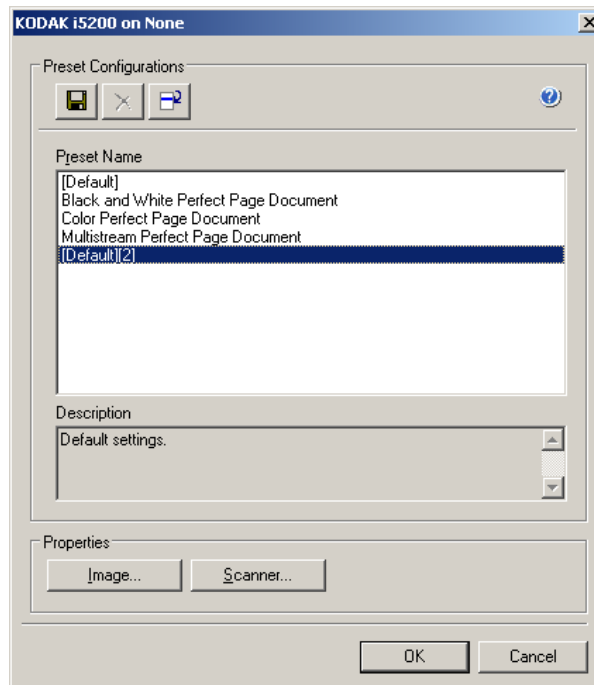 KODAK i5200 on None
Preset Configurations
Preset Name
[Default]
Black and White Perfect Page Document
Color Perfect Page Document
Multistream Perfect Page Document
[Default][2]
Description
Default settings.
Properties
Image... Scanner...
OK Cancel